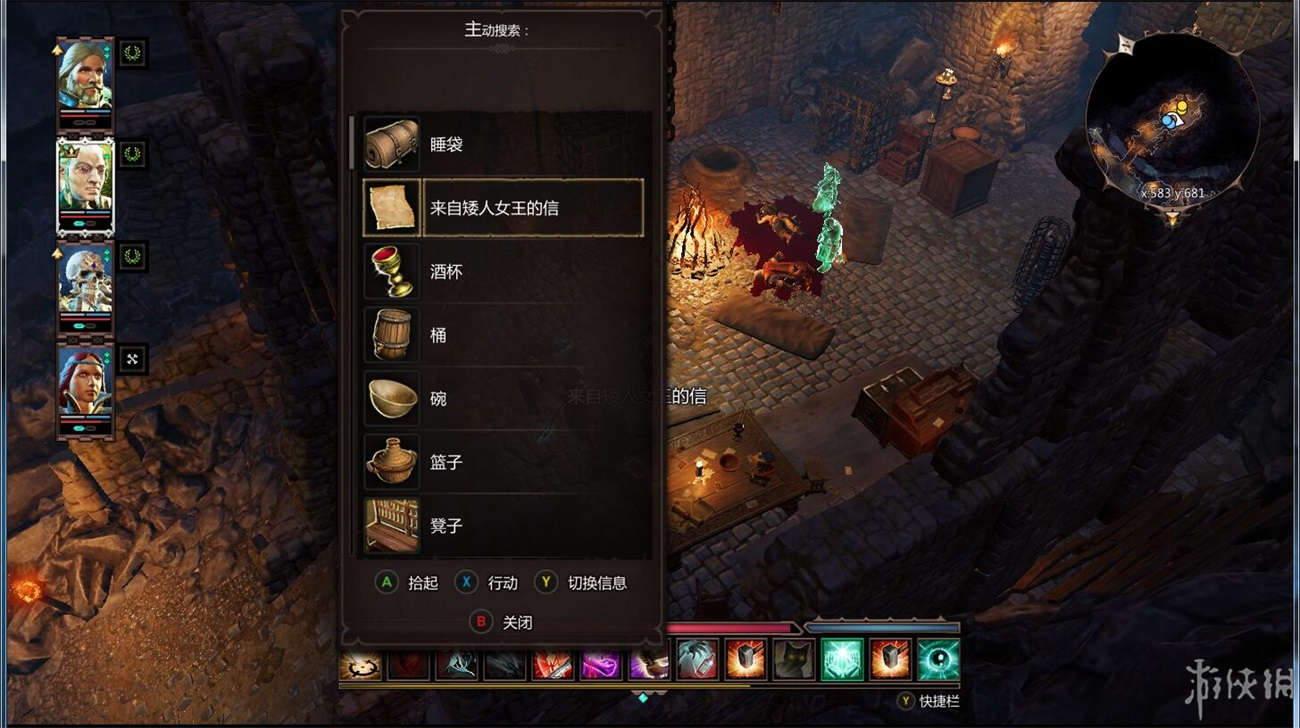 主动搜索：
睡袋
来自矮人女王的信
酒杯
桶
碗
篮子
凳子
来自矮人女王的信
A 拾起 X 行动 Y 切换信息
B 关闭
x:583 y:681
Y 快捷栏
游侠网